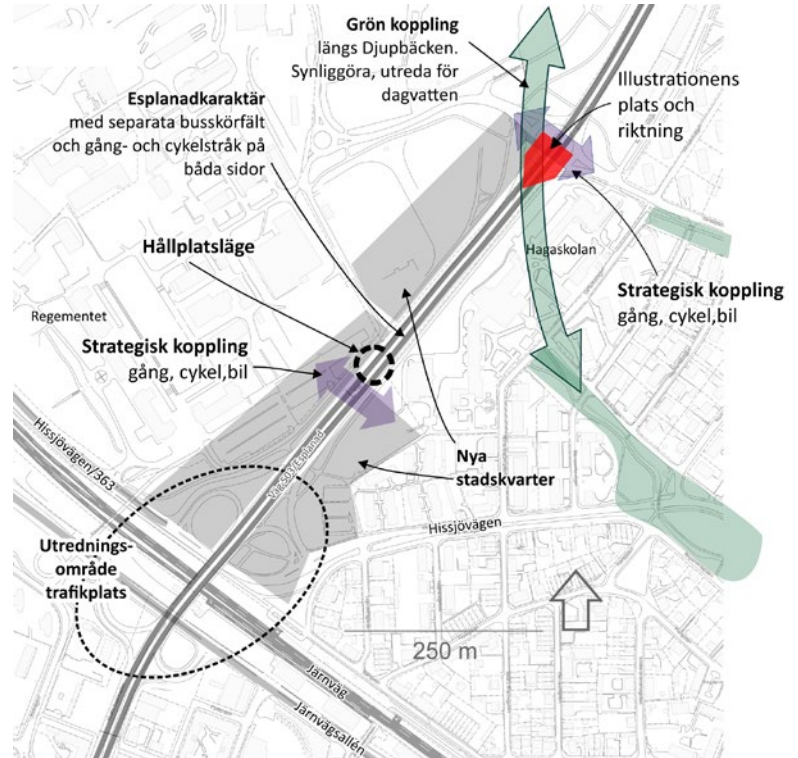 Grön koppling
längs Djupbäcken.
Synliggöra, utreda för
dagvatten
Illustrationens
plats och
riktning
Esplanadkaraktär
med separata busskörfält
och gång- och cykelstråk på
båda sidor
Hållplatsläge
Hagaskolan
Strategisk koppling
gång, cykel,bil
Regementet
Strategisk koppling
gång, cykel,bil
Hissjövägen/363
Nya
stadskvarter
Hissjövägen
Utrednings-
område
trafikplats
250 m
Järnväg
Järnvägsallén